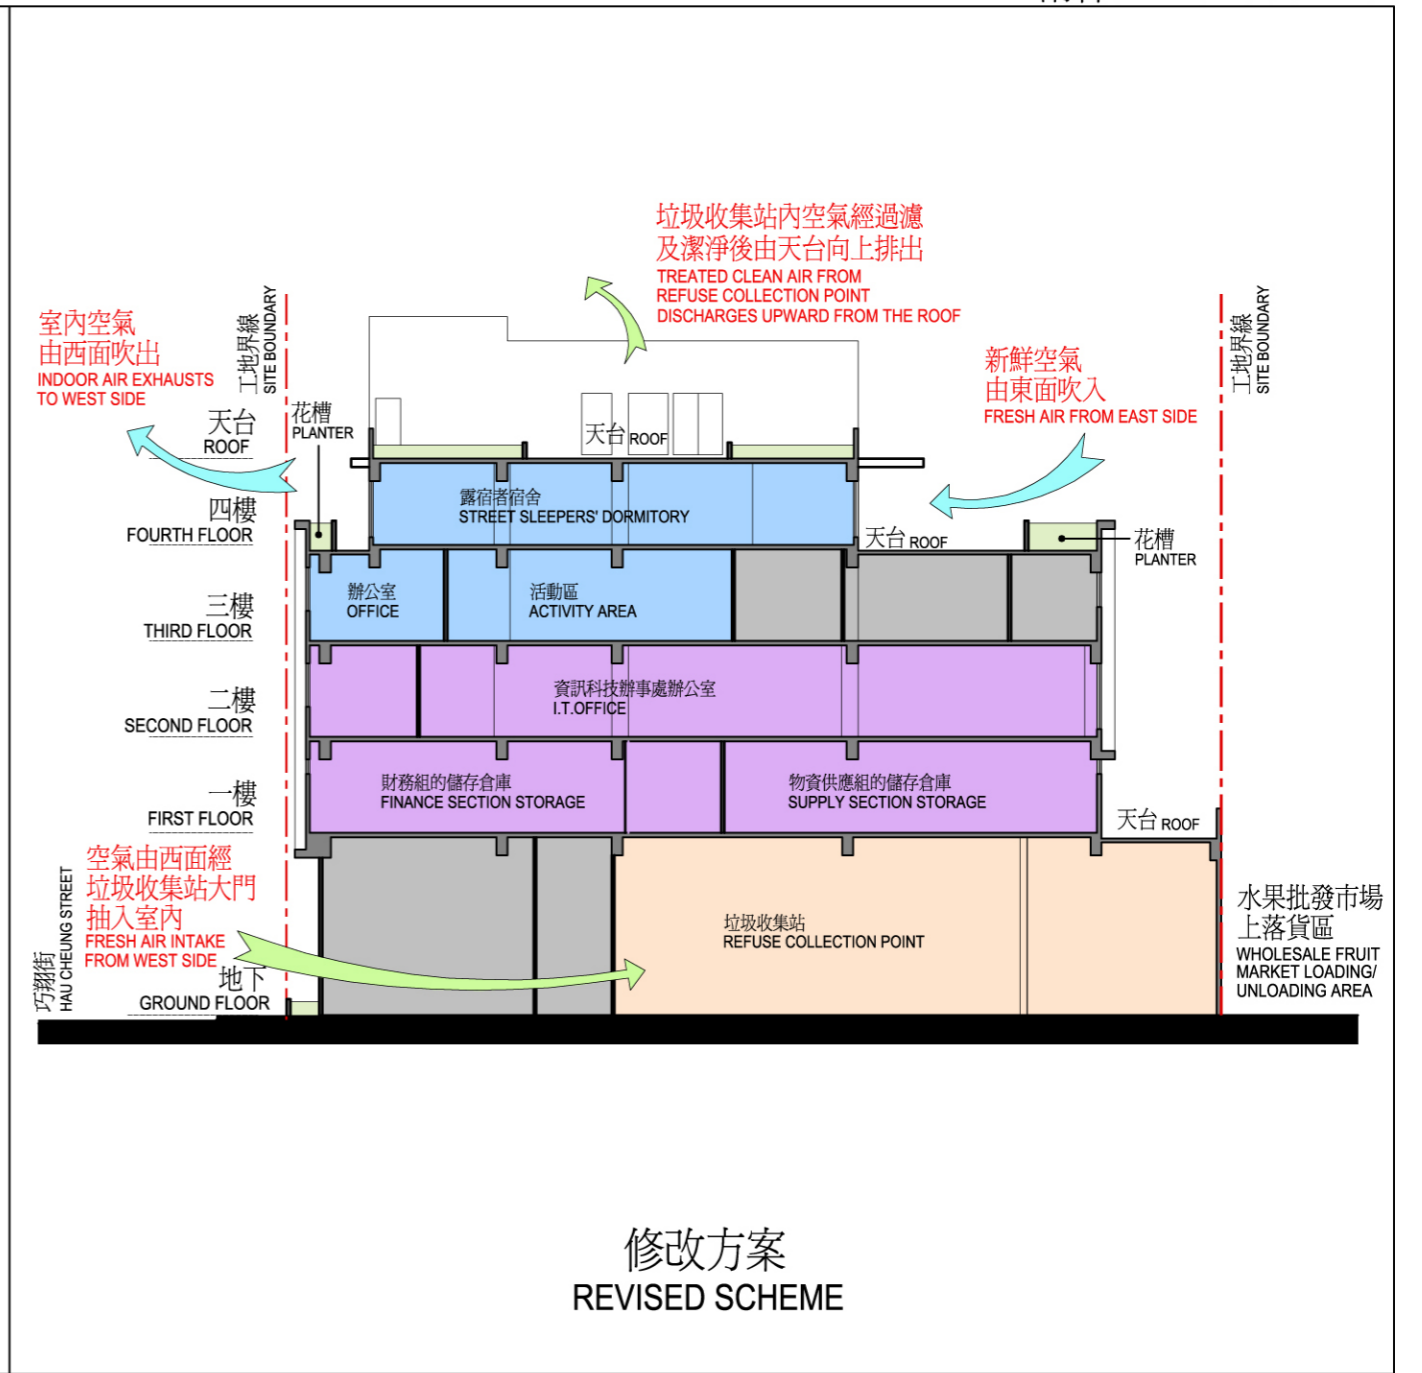 垃圾收集站內空氣經過濾
及潔淨後由天台向上排出
TREATED CLEAN AIR FROM
REFUSE COLLECTION POINT
DISCHARGES UPWARD FROM THE ROOF
室內空氣
由西面吹出
INDOOR AIR EXHAUSTS
TO WEST SIDE
工地界線
SITE BOUNDARY
新鮮空氣
由東面吹入
FRESH AIR FROM EAST SIDE
工地界線
SITE BOUNDARY
天台
ROOF
花槽
PLANTER
天台 ROOF
四樓
FOURTH FLOOR
露宿者宿舍
STREET SLEEPERS' DORMITORY
天台 ROOF
花槽
PLANTER
三樓
THIRD FLOOR
辦公室
OFFICE
活動區
ACTIVITY AREA
二樓
SECOND FLOOR
資訊科技辦事處辦公室
I.T.OFFICE
一樓
FIRST FLOOR
財務組的儲存倉庫
FINANCE SECTION STORAGE
物資供應組的儲存倉庫
SUPPLY SECTION STORAGE
天台 ROOF
空氣由西面經
垃圾收集站大門
抽入室內
FRESH AIR INTAKE
FROM WEST SIDE
巧翔街
HAU CHEUNG STREET
地下
GROUND FLOOR
垃圾收集站
REFUSE COLLECTION POINT
水果批發市場
上落貨區
WHOLESALE FRUIT
MARKET LOADING/
UNLOADING AREA
修改方案
REVISED SCHEME